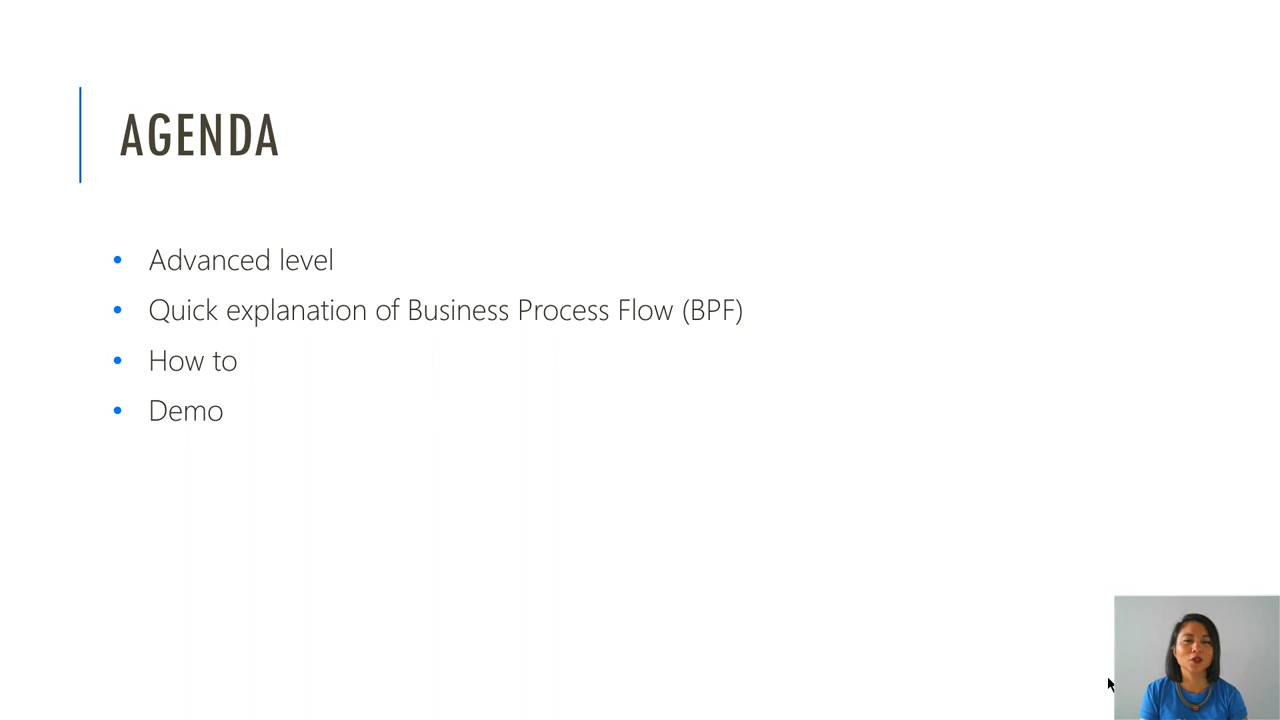 AGENDA
• Advanced level
• Quick explanation of Business Process Flow (BPF)
• How to
• Demo